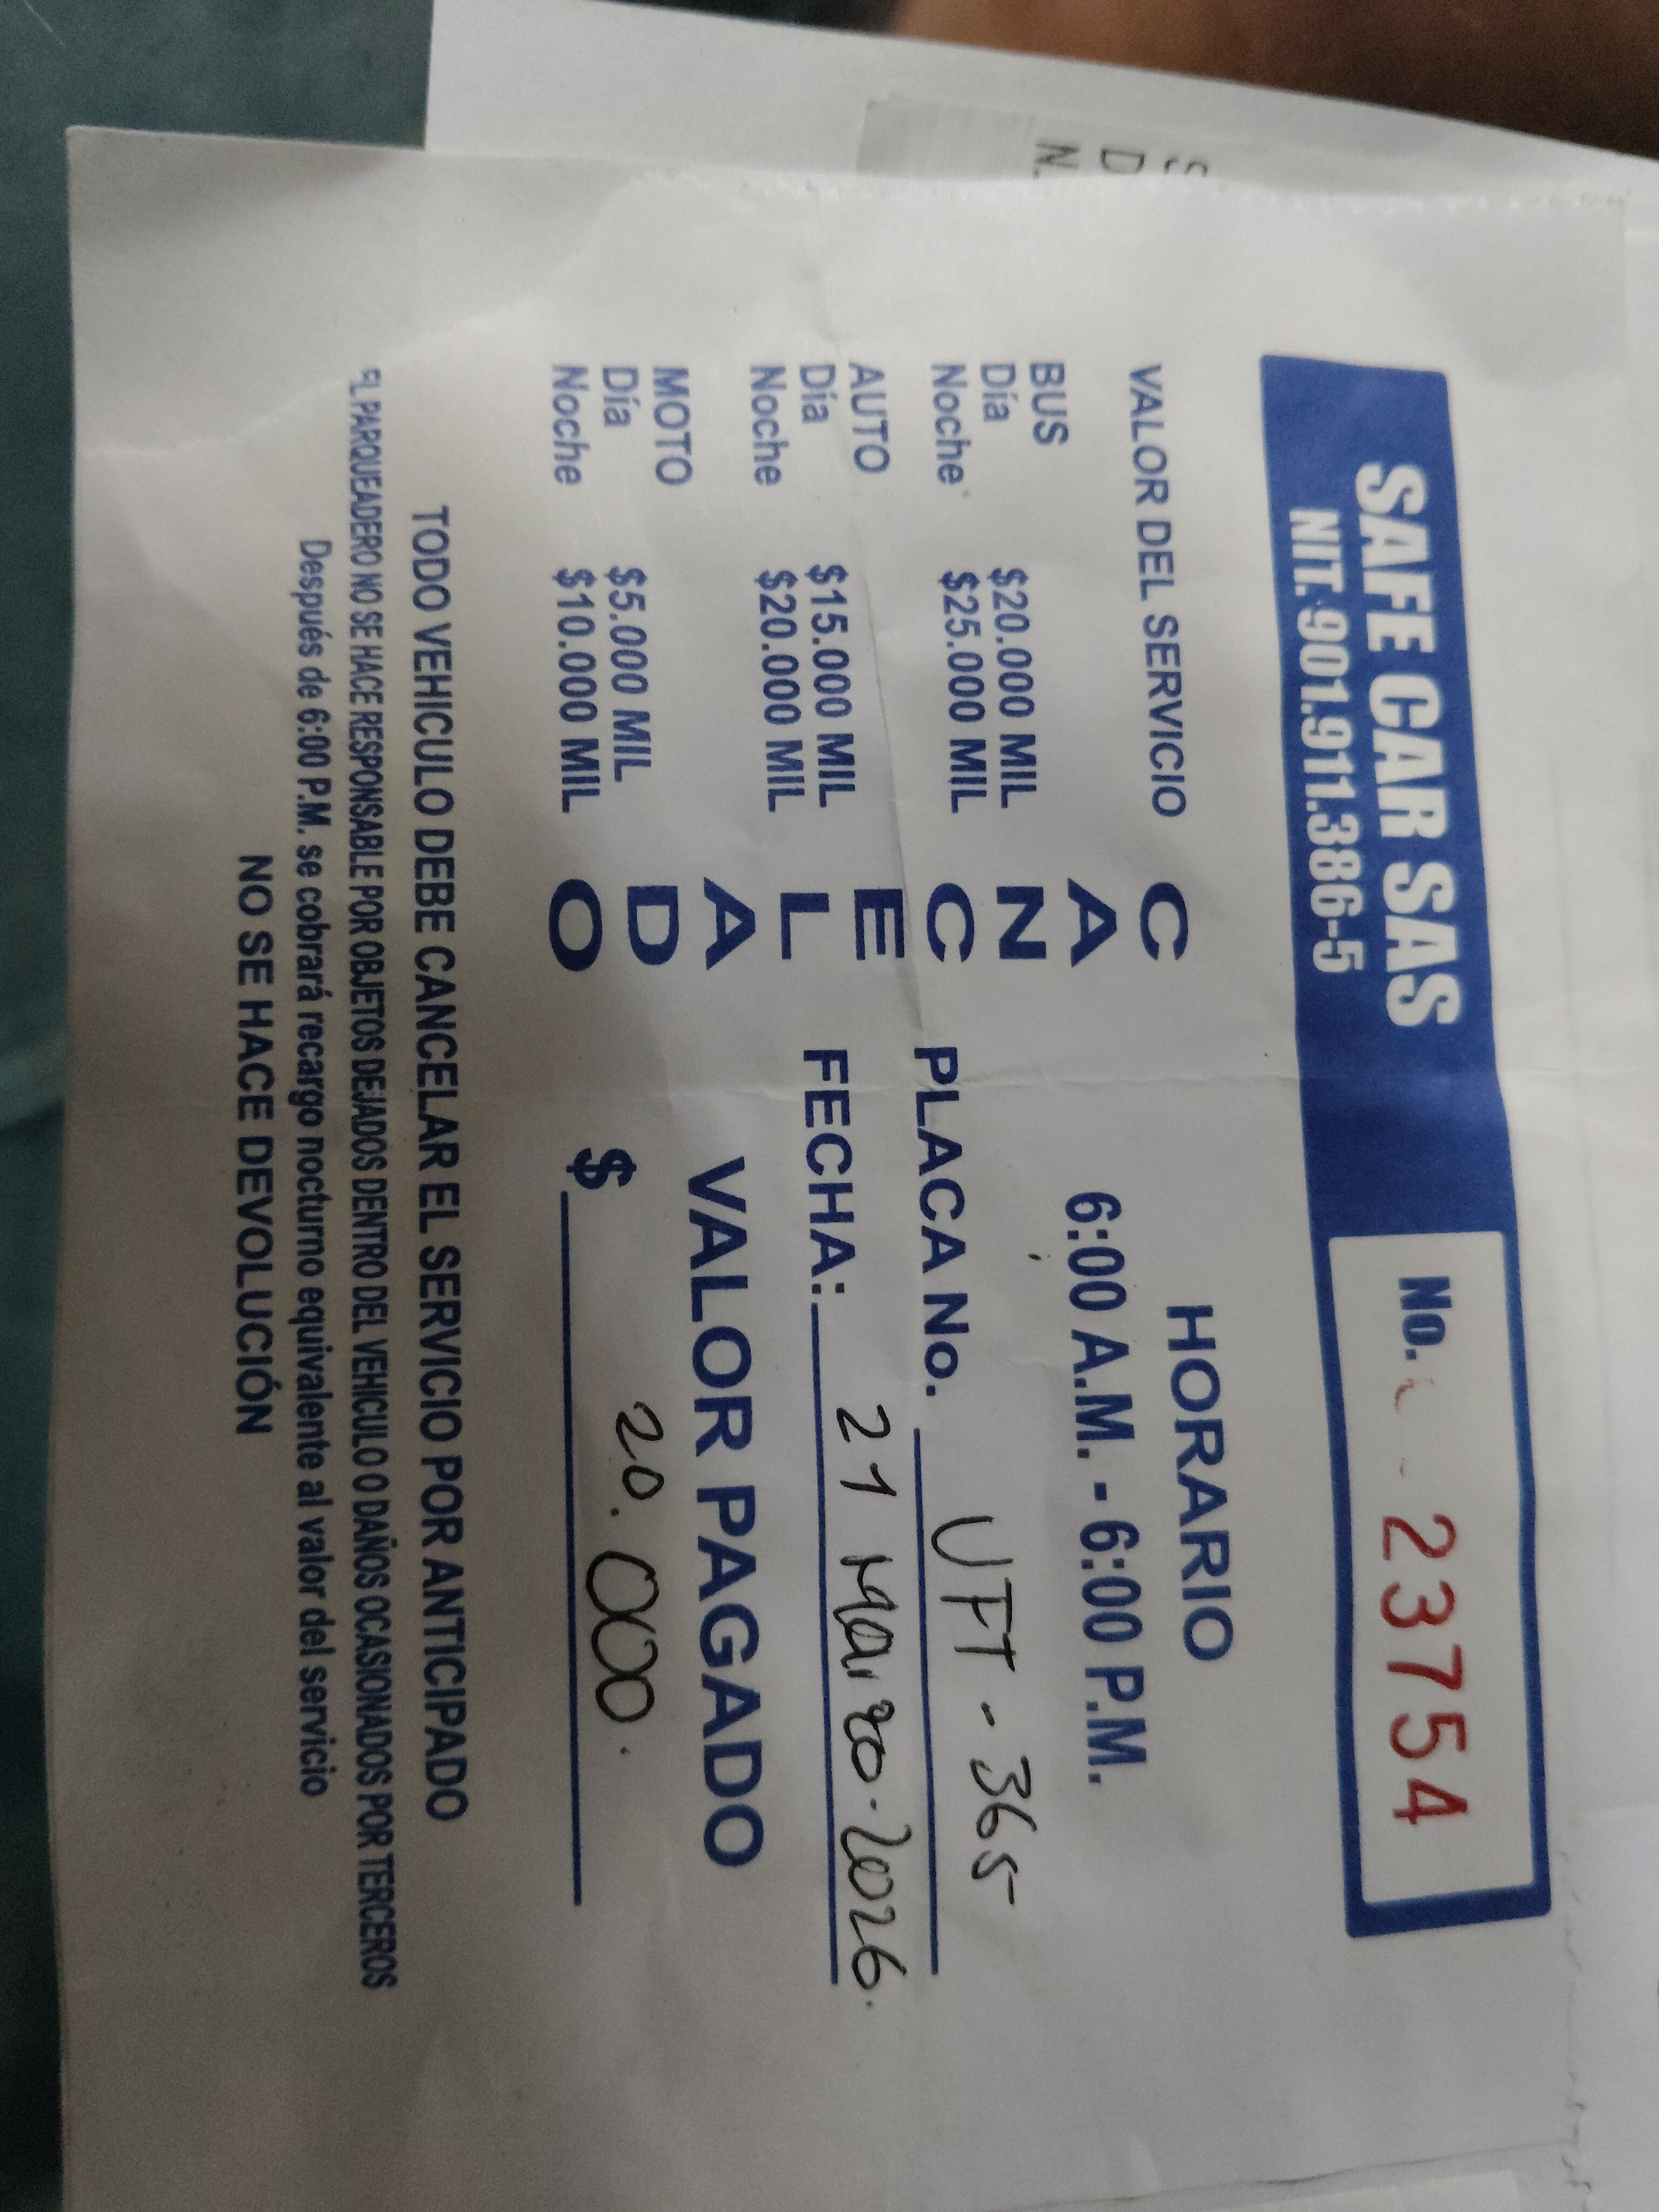 SAFE CAR SAS
NIT. 901.911.386-5
No. 23754
VALOR DEL SERVICIO
BUS
Día $20.000 MIL
Noche $25.000 MIL
AUTO
Día $15.000 MIL
Noche $20.000 MIL
MOTO
Día $5.000 MIL
Noche $10.000 MIL
C
A
N
C
E
L
A
D
O
HORARIO
6:00 A.M. - 6:00 P.M.
PLACA No. UFT - 365
FECHA: 21 Marzo. 2026.
VALOR PAGADO
$ 20.000.
TODO VEHICULO DEBE CANCELAR EL SERVICIO POR ANTICIPADO
EL PARQUEADERO NO SE HACE RESPONSABLE POR OBJETOS DEJADOS DENTRO DEL VEHICULO O DAÑOS OCASIONADOS POR TERCEROS
Después de 6:00 P.M. se cobrará recargo nocturno equivalente al valor del servicio
NO SE HACE DEVOLUCIÓN